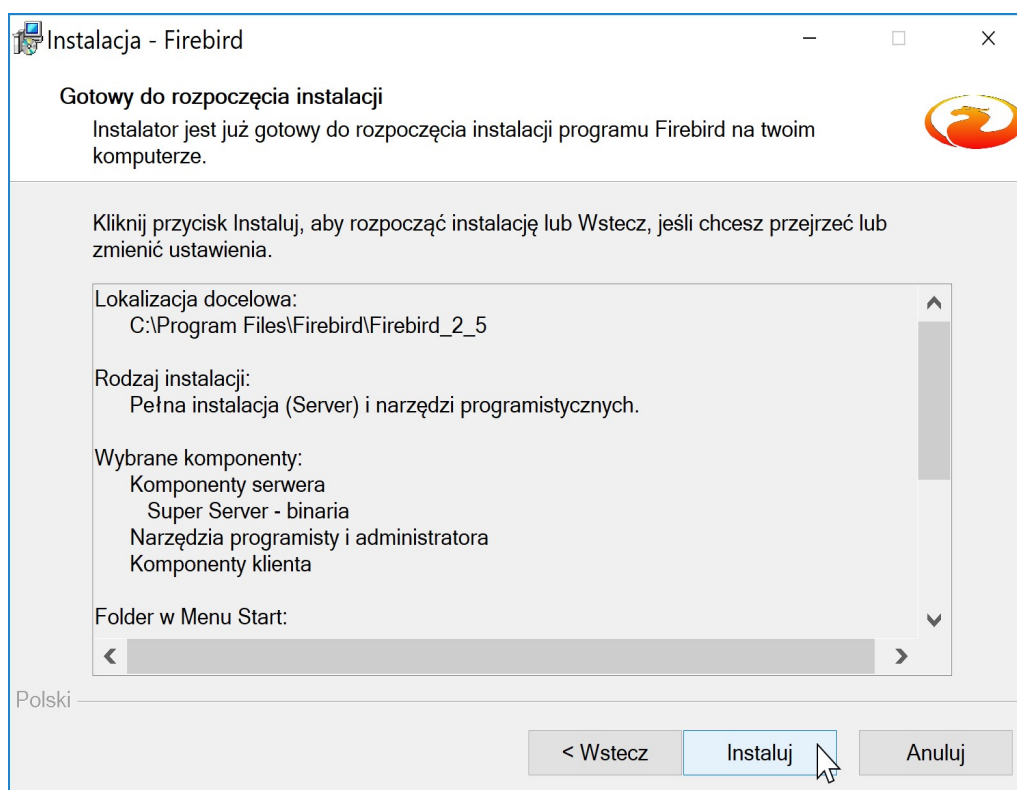 Instalacja - Firebird
Gotowy do rozpoczęcia instalacji
Instalator jest już gotowy do rozpoczęcia instalacji programu Firebird na twoim
komputerze.
Kliknij przycisk Instaluj, aby rozpocząć instalację lub Wstecz, jeśli chcesz przejrzeć lub
zmienić ustawienia.
Lokalizacja docelowa:
C:\Program Files\Firebird\Firebird_2_5
Rodzaj instalacji:
Pełna instalacja (Server) i narzędzi programistycznych.
Wybrane komponenty:
Komponenty serwera
Super Server - binaria
Narzędzia programisty i administratora
Komponenty klienta
Folder w Menu Start:
Polski
< Wstecz
Instaluj
Anuluj